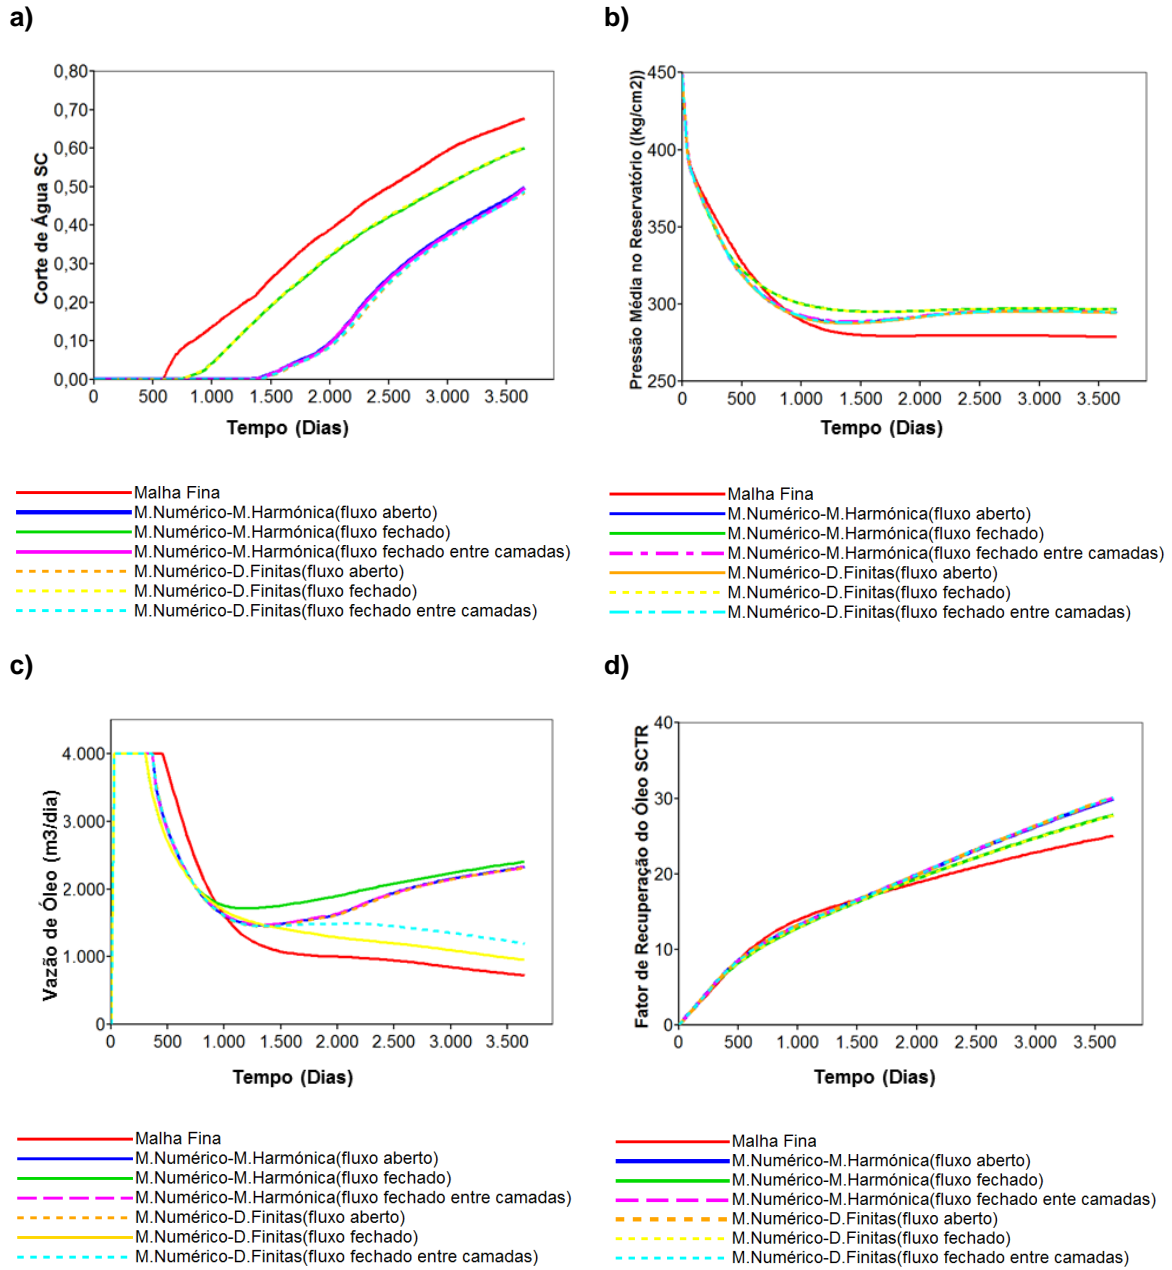 a)
Corte de Água SC
0,80
0,70
0,60
0,50
0,40
0,30
0,20
0,10
0,00
0 500 1.000 1.500 2.000 2.500 3.000 3.500
Tempo (Dias)
Malha Fina
M.Numérico-M.Harmónica(fluxo aberto)
M.Numérico-M.Harmónica(fluxo fechado)
M.Numérico-M.Harmónica(fluxo fechado entre camadas)
M.Numérico-D.Finitas(fluxo aberto)
M.Numérico-D.Finitas(fluxo fechado)
M.Numérico-D.Finitas(fluxo fechado entre camadas)
b)
Pressão Média no Reservatório ((kg/cm2))
450
400
350
300
250
0 500 1.000 1.500 2.000 2.500 3.000 3.500
Tempo (Dias)
Malha Fina
M.Numérico-M.Harmónica(fluxo aberto)
M.Numérico-M.Harmónica(fluxo fechado)
M.Numérico-M.Harmónica(fluxo fechado entre camadas)
M.Numérico-D.Finitas(fluxo aberto)
M.Numérico-D.Finitas(fluxo fechado)
M.Numérico-D.Finitas(fluxo fechado entre camadas)
c)
Vazão de Óleo (m3/dia)
4.000
3.000
2.000
1.000
0
0 500 1.000 1.500 2.000 2.500 3.000 3.500
Tempo (Dias)
Malha Fina
M.Numérico-M.Harmónica(fluxo aberto)
M.Numérico-M.Harmónica(fluxo fechado)
M.Numérico-M.Harmónica(fluxo fechado entre camadas)
M.Numérico-D.Finitas(fluxo aberto)
M.Numérico-D.Finitas(fluxo fechado)
M.Numérico-D.Finitas(fluxo fechado entre camadas)
d)
Fator de Recuperação do Óleo SCTR
40
30
20
10
0
0 500 1.000 1.500 2.000 2.500 3.000 3.500
Tempo (Dias)
Malha Fina
M.Numérico-M.Harmónica(fluxo aberto)
M.Numérico-M.Harmónica(fluxo fechado)
M.Numérico-M.Harmónica(fluxo fechado ente camadas)
M.Numérico-D.Finitas(fluxo aberto)
M.Numérico-D.Finitas(fluxo fechado)
M.Numérico-D.Finitas(fluxo fechado entre camadas)